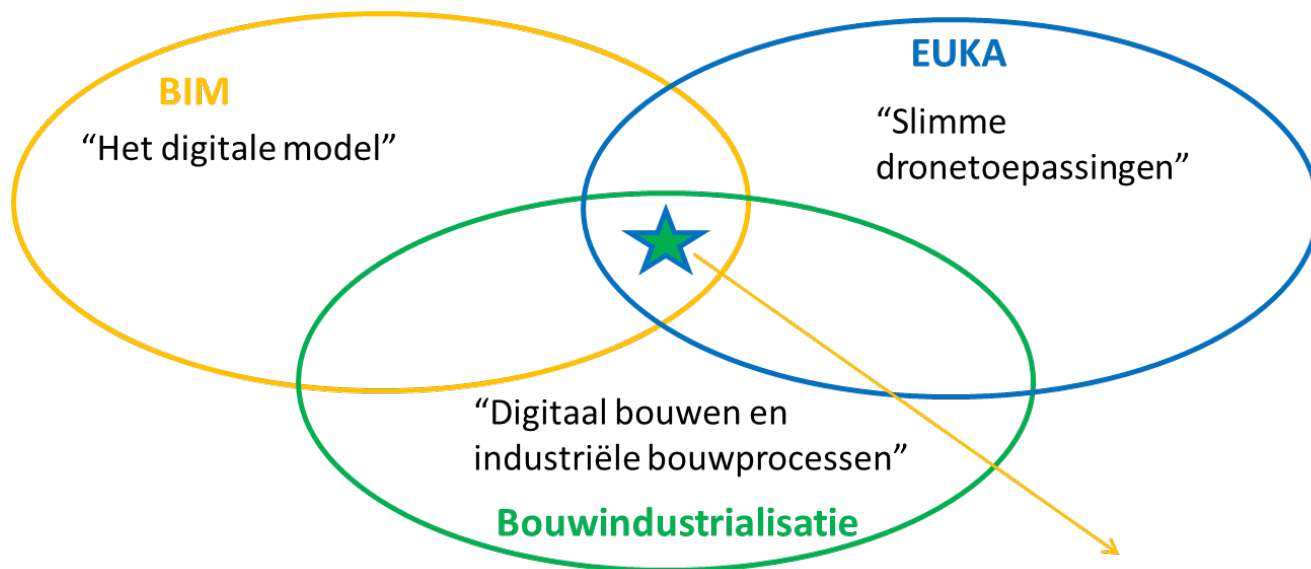 BIM
“Het digitale model”
EUKA
“Slimme
dronetoepassingen”
“Digitaal bouwen en
industriële bouwprocessen”
Bouwindustrialisatie